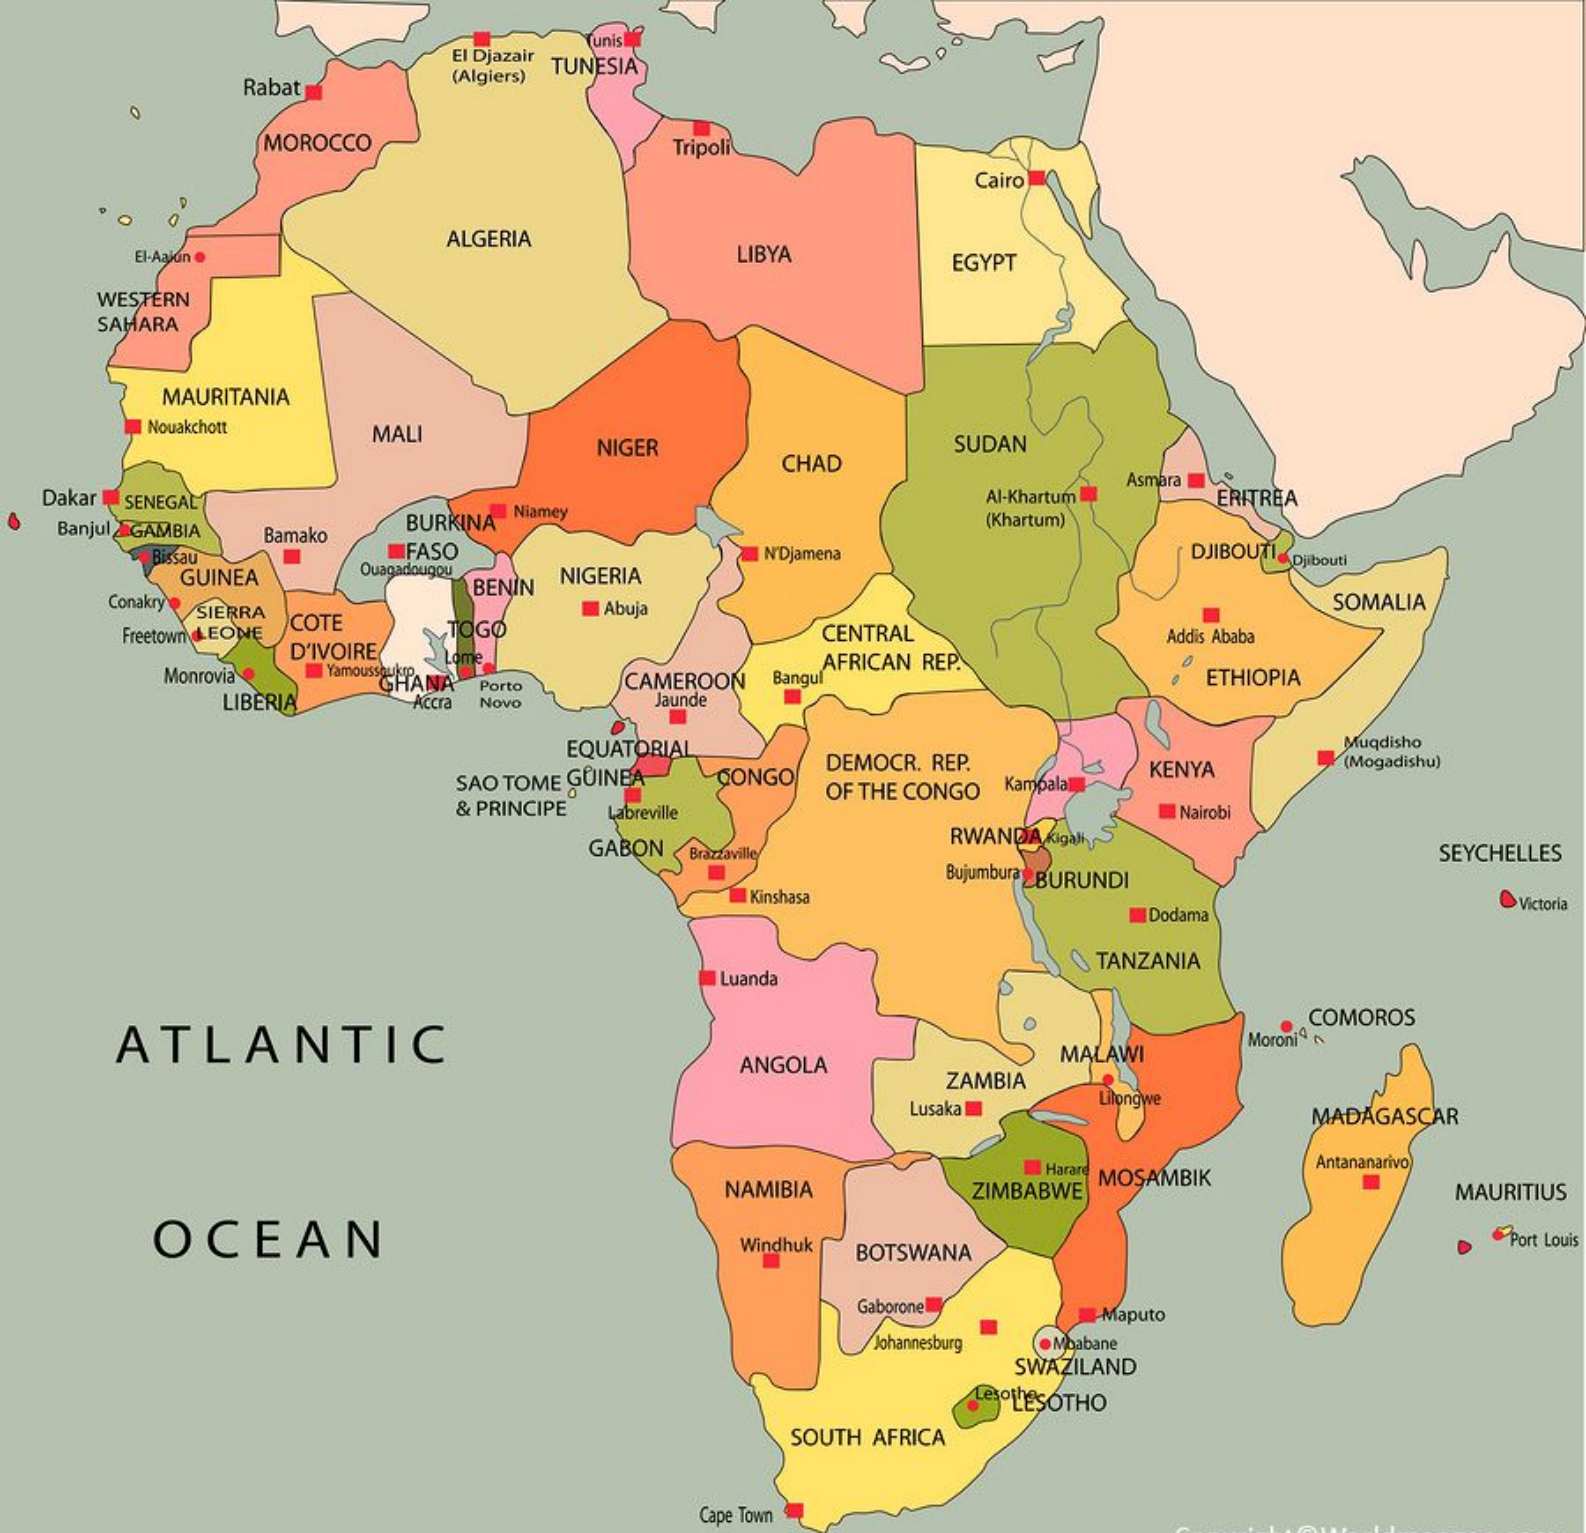 El Djazair
(Algiers)
Tunis
TUNESIA
Rabat
MOROCCO
Tripoli
Cairo
ALGERIA
LIBYA
EGYPT
El-Aaiun
WESTERN
SAHARA
MAURITANIA
Nouakchott
MALI
NIGER
CHAD
SUDAN
Al-Khartum
(Khartum)
Asmara
ERITREA
Dakar
SENEGAL
Banjul
GAMBIA
Bissau
GUINEA
Bamako
BURKINA
FASO
Ouagadougou
Niamey
N'Djamena
DJIBOUTI
Djibouti
Conakry
SIERRA
LEONE
Freetown
COTE
D'IVOIRE
Yamoussoukro
BENIN
NIGERIA
Abuja
TOGO
Lome
Monrovia
LIBERIA
GHANA
Accra
Porto
Novo
CENTRAL
AFRICAN REP.
Bangul
Addis Ababa
ETHIOPIA
SOMALIA
CAMEROON
Jaunde
EQUATORIAL
GUINEA
SAO TOME
& PRINCIPE
CONGO
DEMOCR. REP.
OF THE CONGO
Kampala
KENYA
Nairobi
Muqdisho
(Mogadishu)
Labreville
GABON
Brazzaville
Kinshasa
RWANDA
Kigali
Bujumbura
BURUNDI
Dodama
TANZANIA
SEYCHELLES
Victoria
Luanda
ATLANTIC
OCEAN
ANGOLA
ZAMBIA
Lusaka
MALAWI
Lilongwe
COMOROS
Moroni
MADAGASCAR
Antananarivo
Harare
ZIMBABWE
MOSAMBIK
MAURITIUS
Port Louis
NAMIBIA
Windhuk
BOTSWANA
Gaborone
Johannesburg
Maputo
Mbabane
SWAZILAND
Lesotho
LESOTHO
SOUTH AFRICA
Cape Town